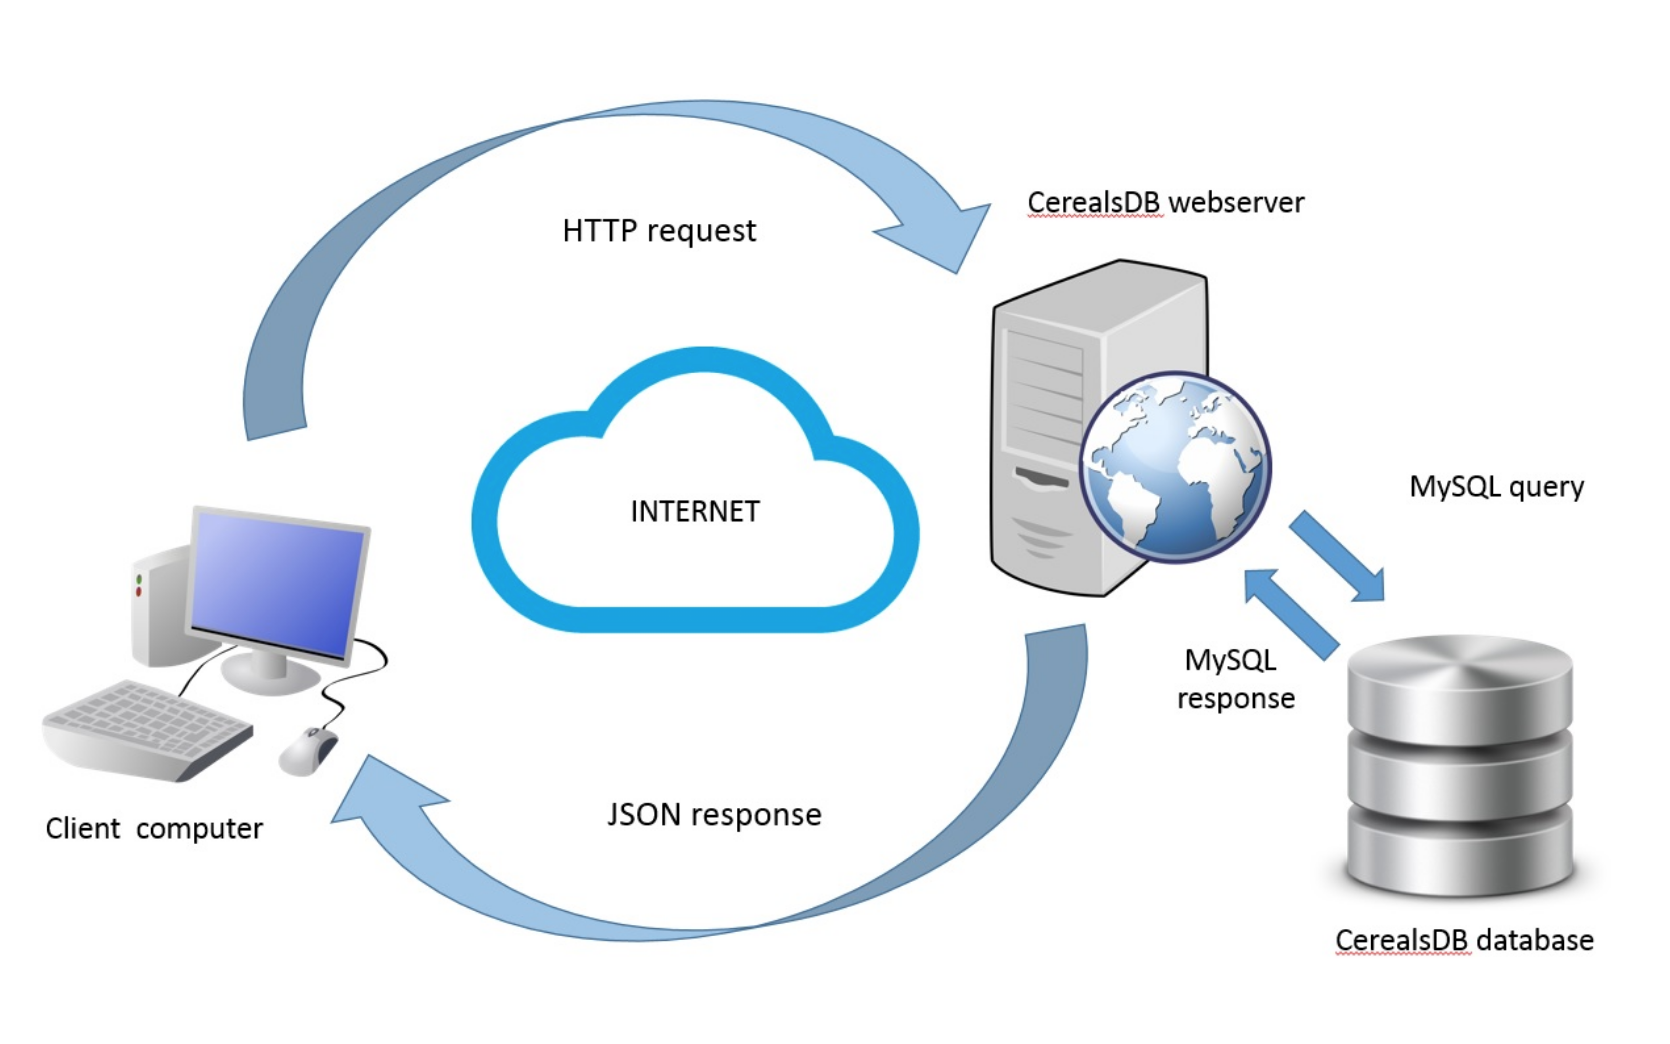 CerealsDB webserver
HTTP request
MySQL query
INTERNET
MySQL
response
JSON response
Client  computer
CerealsDB database